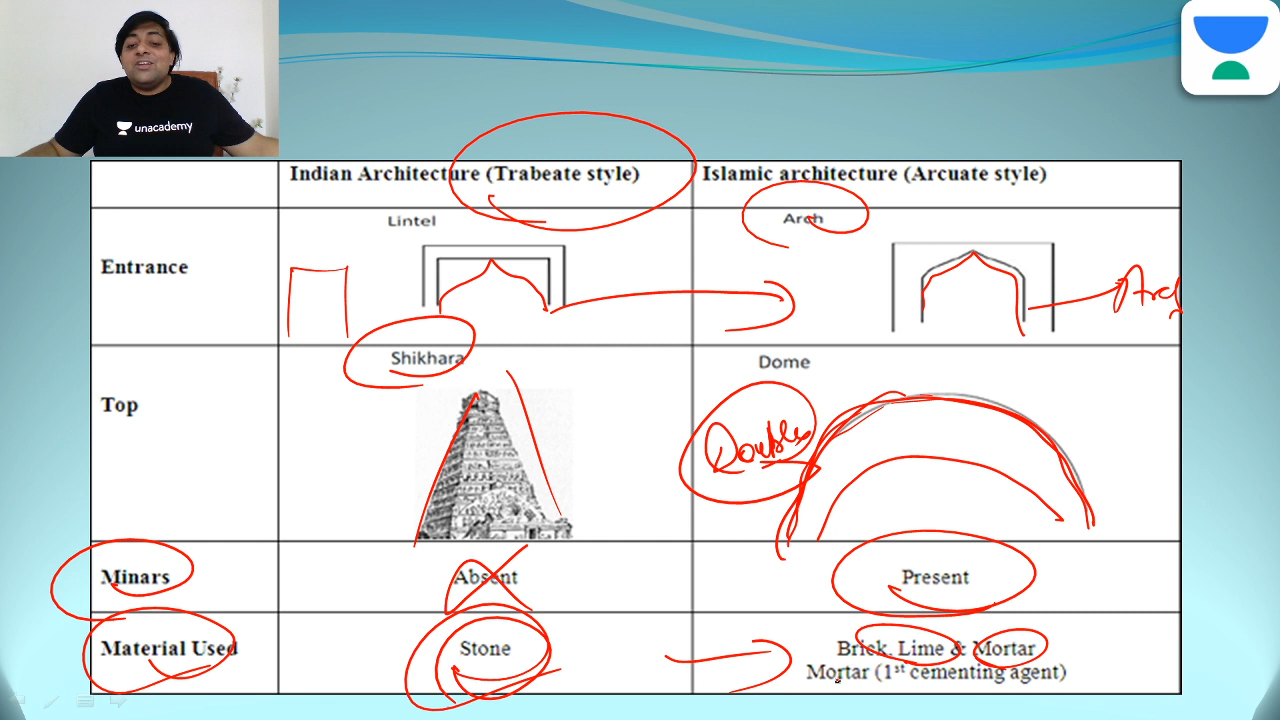 unacademy
Indian Architecture (Trabeate style)
Islamic architecture (Arcuate style)
Entrance
Lintel
Arch
Arch
Top
Shikhara
Dome
Double
Minars
Absent
Present
Material Used
Stone
Brick, Lime & Mortar
Mortar (1st cementing agent)